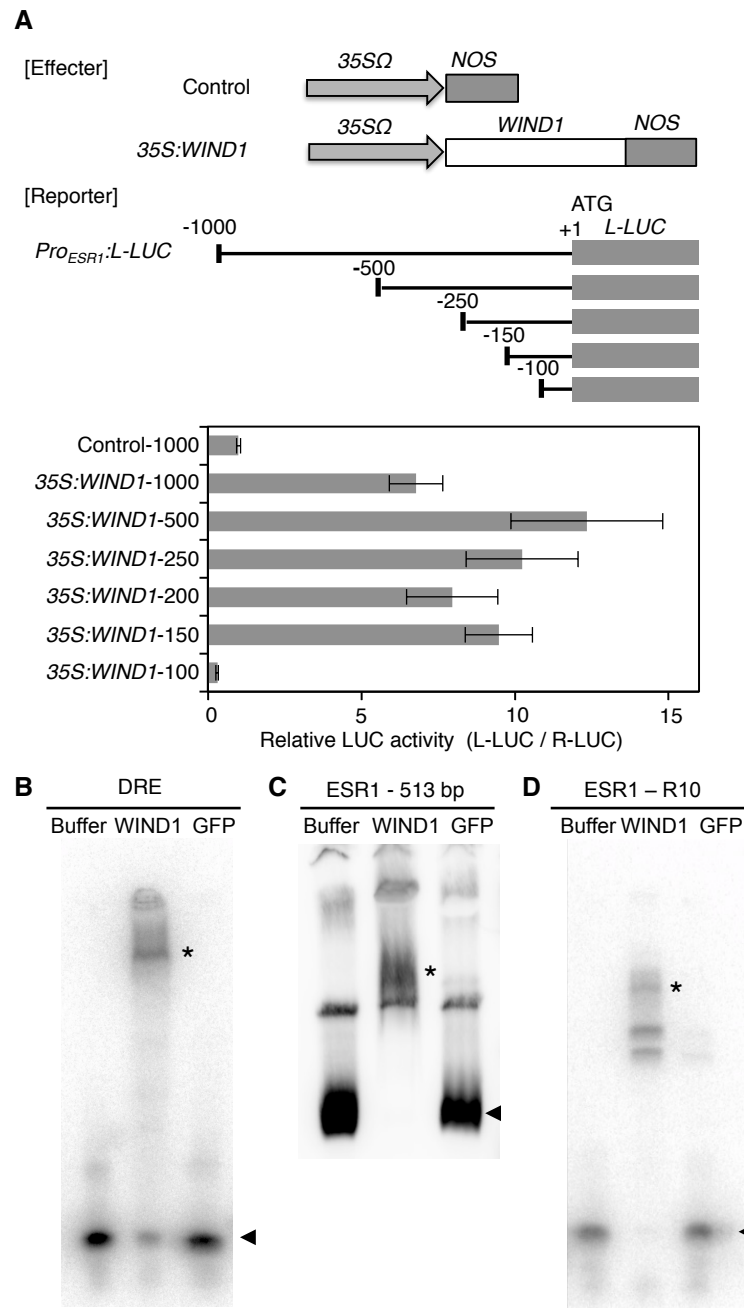 A
[Effecter]
35SΩ NOS
Control
35SΩ WIND1 NOS
35S:WIND1
[Reporter]
ATG
-1000 +1 L-LUC
ProESR1:L-LUC
-500
-250
-150
-100
Control-1000
35S:WIND1-1000
35S:WIND1-500
35S:WIND1-250
35S:WIND1-200
35S:WIND1-150
35S:WIND1-100
0 5 10 15
Relative LUC activity (L-LUC / R-LUC)
B DRE
Buffer WIND1 GFP
*
C ESR1 - 513 bp
Buffer WIND1 GFP
*
D ESR1 – R10
Buffer WIND1 GFP
*